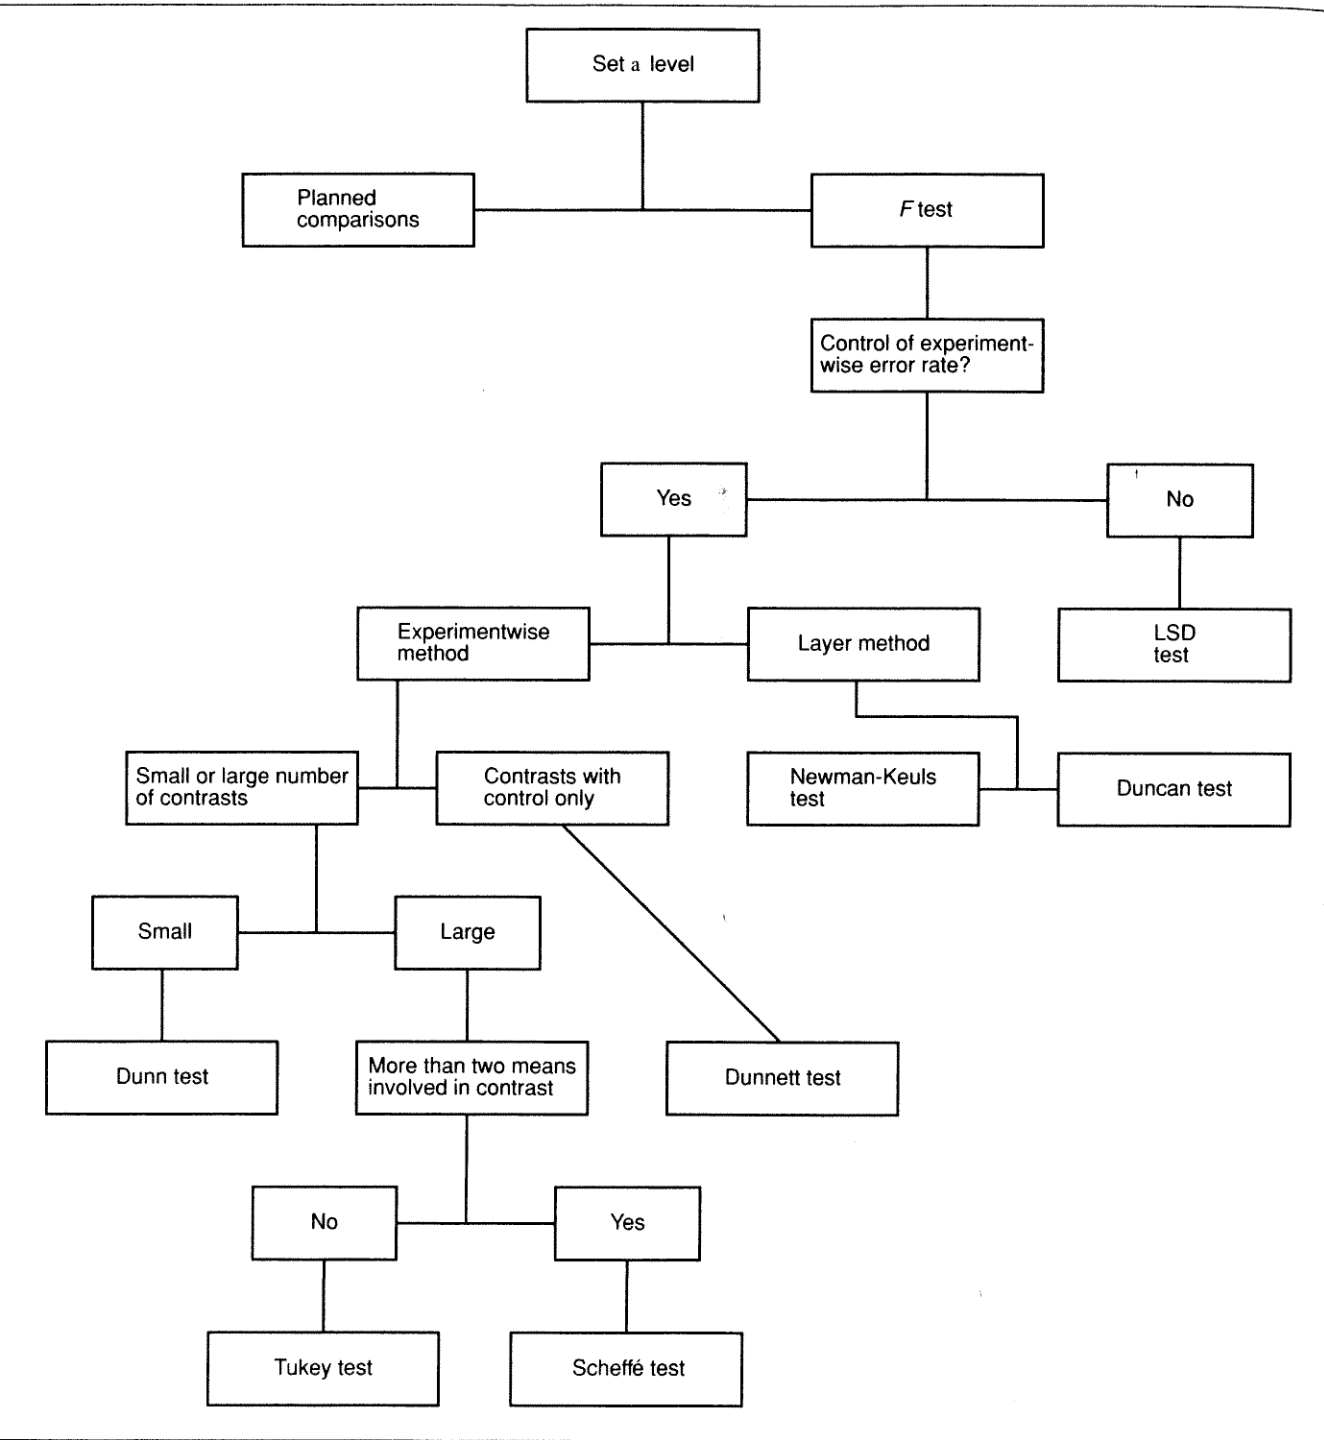 Set a level
Planned
comparisons
F test
Control of experiment-
wise error rate?
Yes
No
Experimentwise
method
Layer method
LSD
test
Small or large number
of contrasts
Contrasts with
control only
Newman-Keuls
test
Duncan test
Small
Large
Dunn test
More than two means
involved in contrast
Dunnett test
No
Yes
Tukey test
Scheffé test